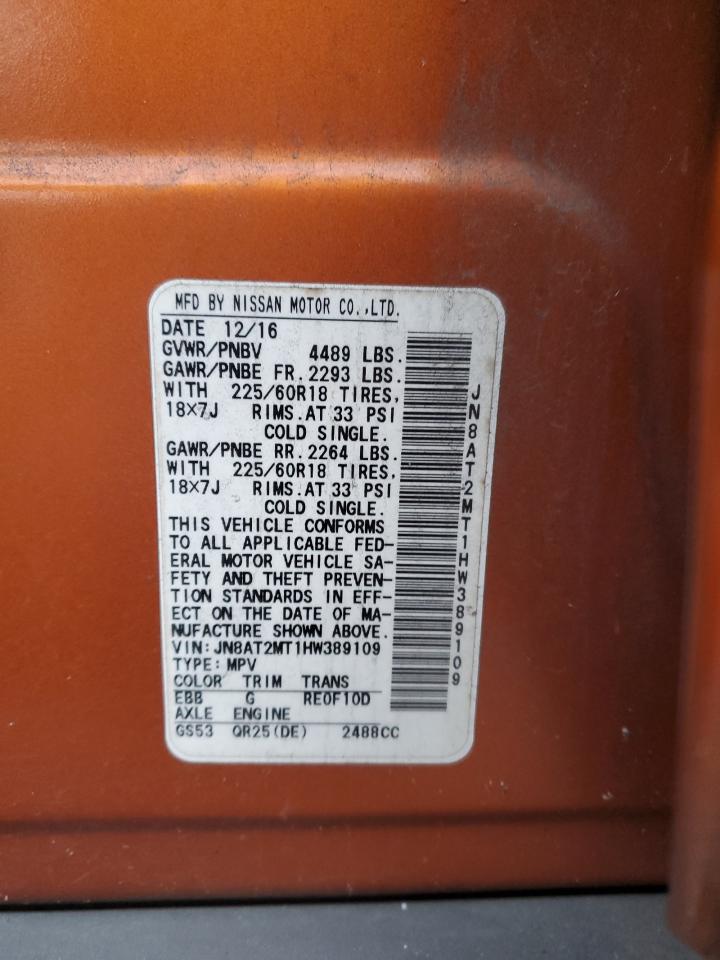 MFD BY NISSAN MOTOR CO.,LTD.
DATE 12/16
GVWR/PNBV 4489 LBS.
GAWR/PNBE FR. 2293 LBS.
WITH 225/60R18 TIRES,
18×7J RIMS. AT 33 PSI
COLD SINGLE.
GAWR/PNBE RR. 2264 LBS.
WITH 225/60R18 TIRES,
18×7J RIMS. AT 33 PSI
COLD SINGLE.
THIS VEHICLE CONFORMS
TO ALL APPLICABLE FED-
ERAL MOTOR VEHICLE SA-
FETY AND THEFT PREVEN-
TION STANDARDS IN EFF-
ECT ON THE DATE OF MA-
NUFACTURE SHOWN ABOVE.
VIN: JN8AT2MT1HW389109
TYPE: MPV
COLOR TRIM TRANS
EBB G RE0F10D
AXLE ENGINE
GS53 QR25(DE) 2488CC
JN8AT2MT1HW389109